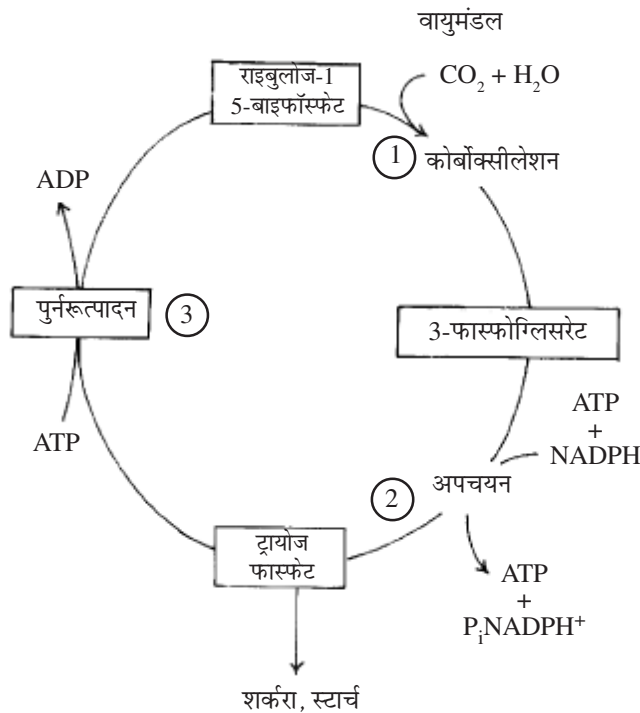 वायुमंडल
राइबुलोज-1
5-बाइफॉस्फेट
CO₂ + H₂O
1 कोर्बोक्सीलेशन
ADP
पुर्नरूत्पादन
3
3-फास्फोग्लिसरेट
ATP
ATP
+
NADPH
2
अपचयन
ट्रायोज
फास्फेट
ATP
+
PᵢNADPH⁺
शर्करा, स्टार्च